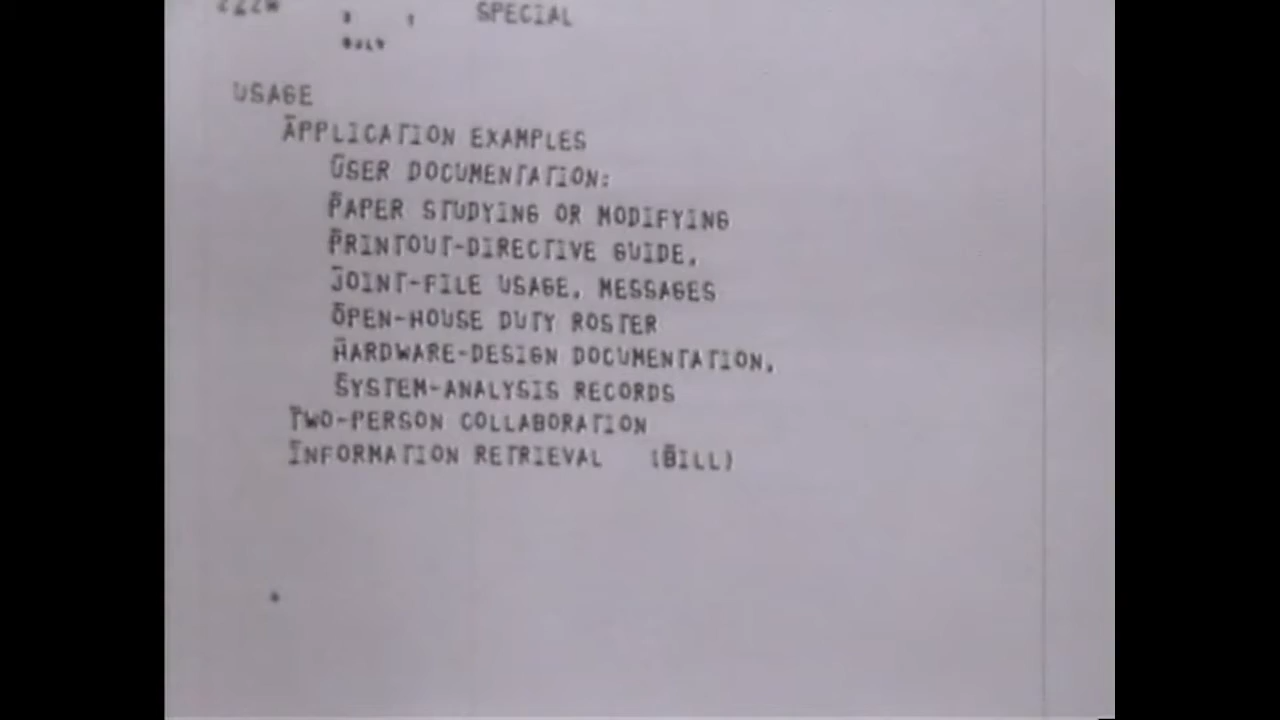 SPECIAL
USAGE
APPLICATION EXAMPLES
USER DOCUMENTATION:
PAPER STUDYING OR MODIFYING
PRINTOUT-DIRECTIVE GUIDE,
JOINT-FILE USAGE, MESSAGES
OPEN-HOUSE DUTY ROSTER
HARDWARE-DESIGN DOCUMENTATION,
SYSTEM-ANALYSIS RECORDS
TWO-PERSON COLLABORATION
INFORMATION RETRIEVAL (BILL)